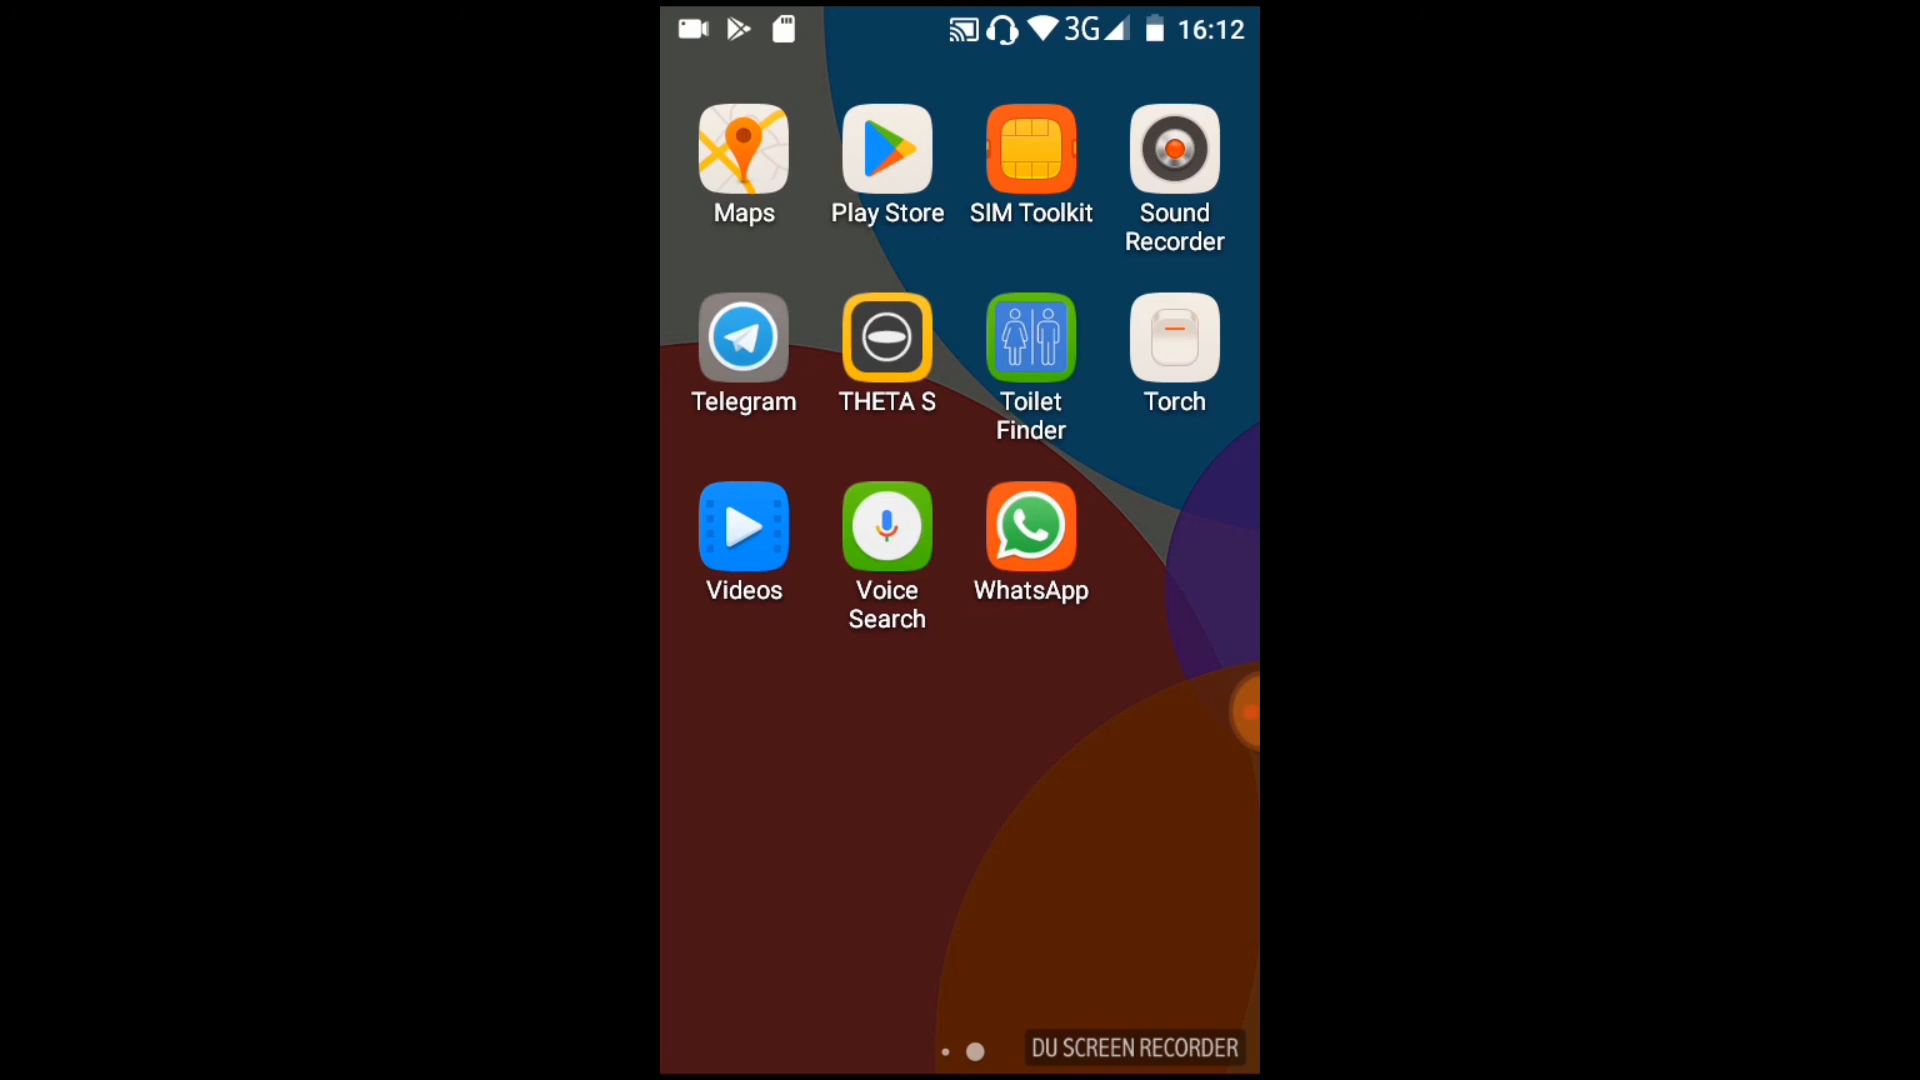 3G 16:12
Maps
Play Store
SIM Toolkit
Sound
Recorder
Telegram
THETA S
Toilet
Finder
Torch
Videos
Voice
Search
WhatsApp
DU SCREEN RECORDER